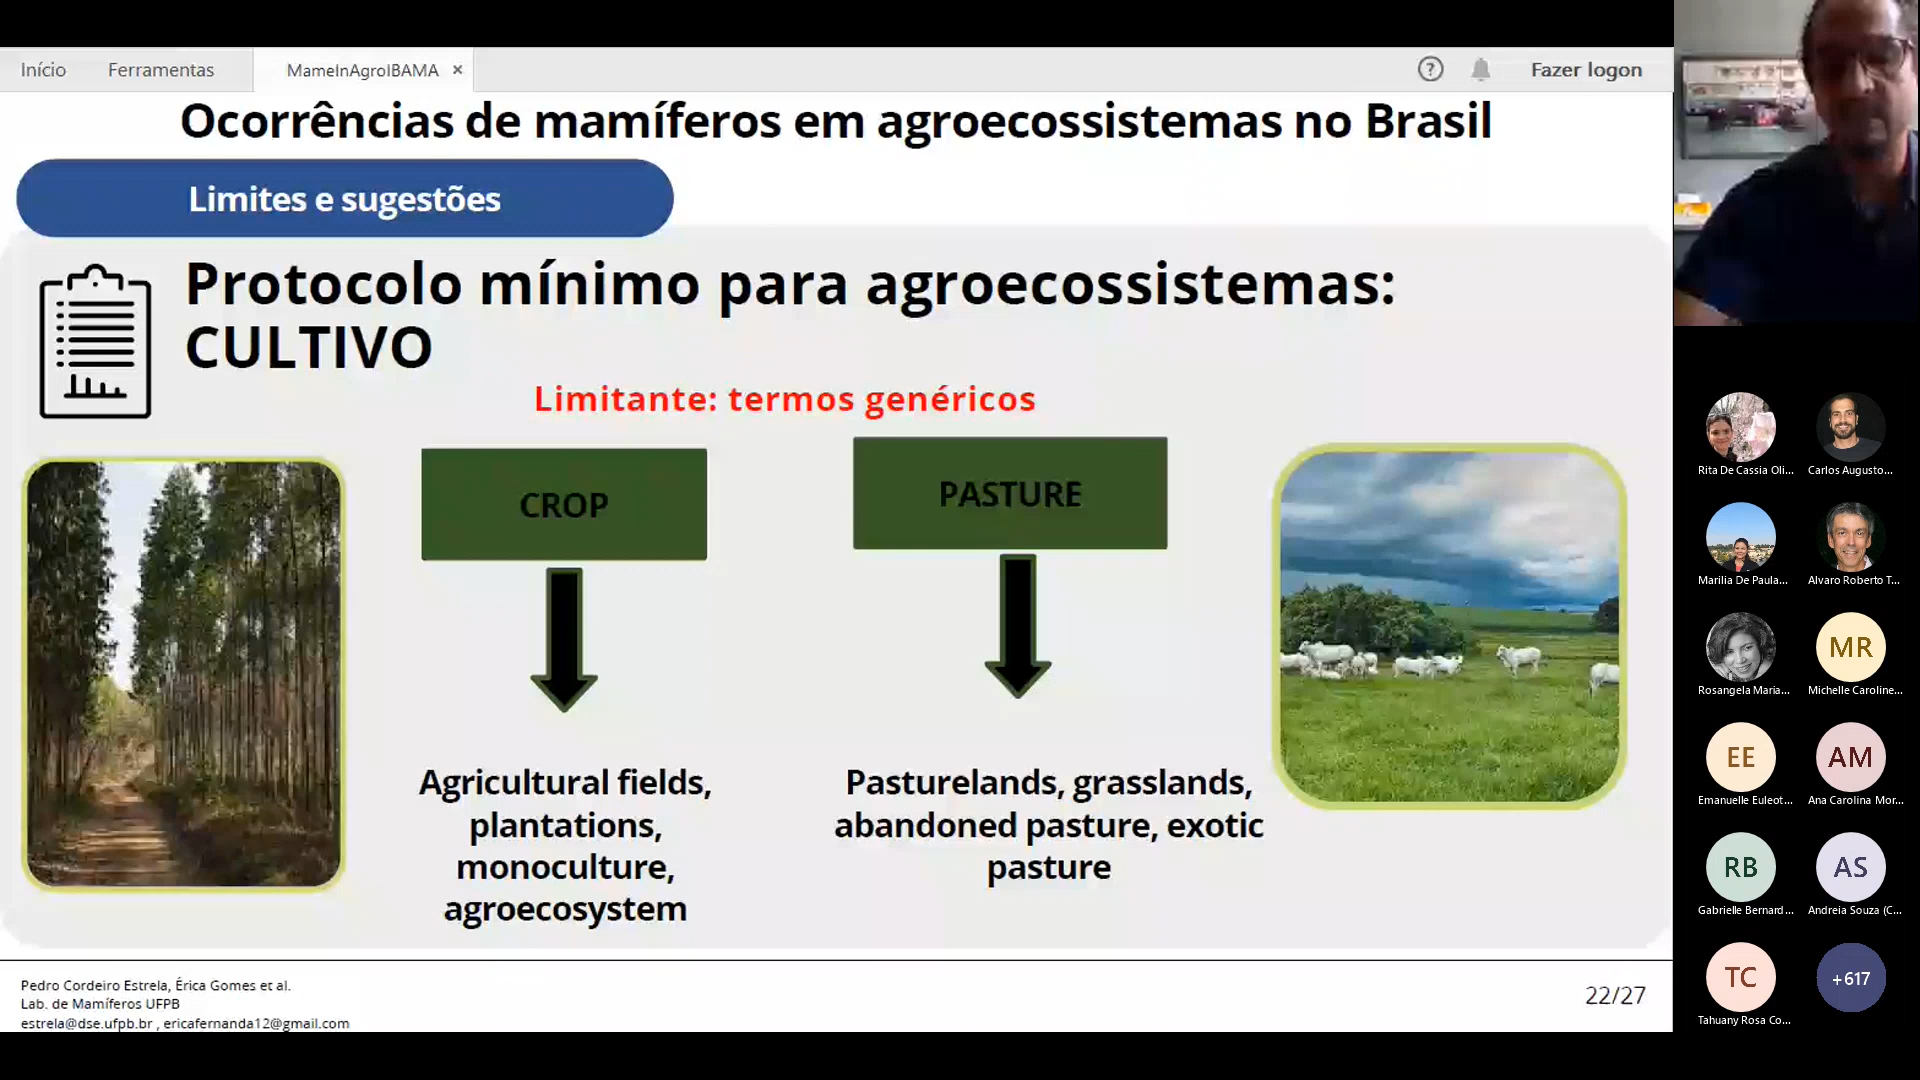 Início
Ferramentas
MameInAgroIBAMA
Fazer logon
Ocorrências de mamíferos em agroecossistemas no Brasil
Limites e sugestões
Protocolo mínimo para agroecossistemas:
CULTIVO
Limitante: termos genéricos
CROP
PASTURE
Agricultural fields,
plantations,
monoculture,
agroecosystem
Pasturelands, grasslands,
abandoned pasture, exotic
pasture
Pedro Cordeiro Estrela, Érica Gomes et al.
Lab. de Mamíferos UFPB
estrela@dse.ufpb.br , ericafernanda12@gmail.com
22/27
Rita De Cassia Oli...
Carlos Augusto...
Marilia De Paula...
Alvaro Roberto T...
Rosangela Maria...
MR
Michelle Caroline...
EE
Emanuelle Euleot...
AM
Ana Carolina Mor...
RB
Gabrielle Bernard...
AS
Andreia Souza (C...
TC
Tahuany Rosa Co...
+617